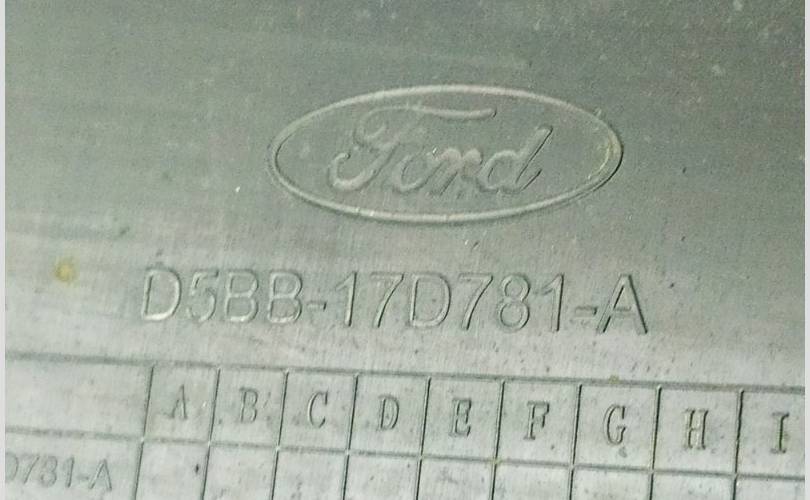 Ford
D5BB-17D781-A
A B C D E F G H I
D781-A